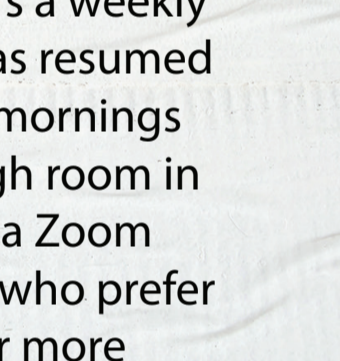 s a weekly
as resumed
mornings
gh room in
a Zoom
who prefer
r more